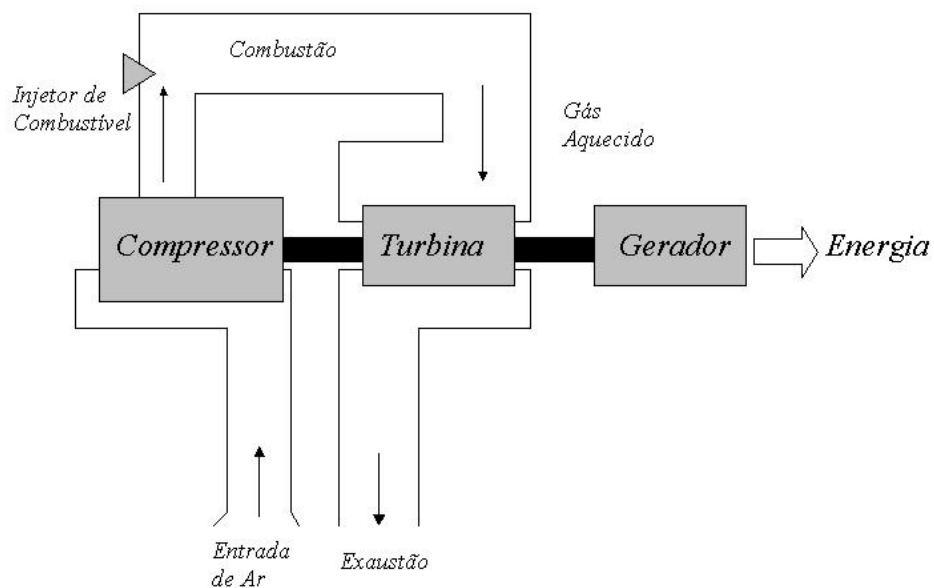 Combustão
Injetor de
Combustível
Gás
Aquecido
Compressor
Turbina
Gerador
Energia
Entrada
de Ar
Exaustão